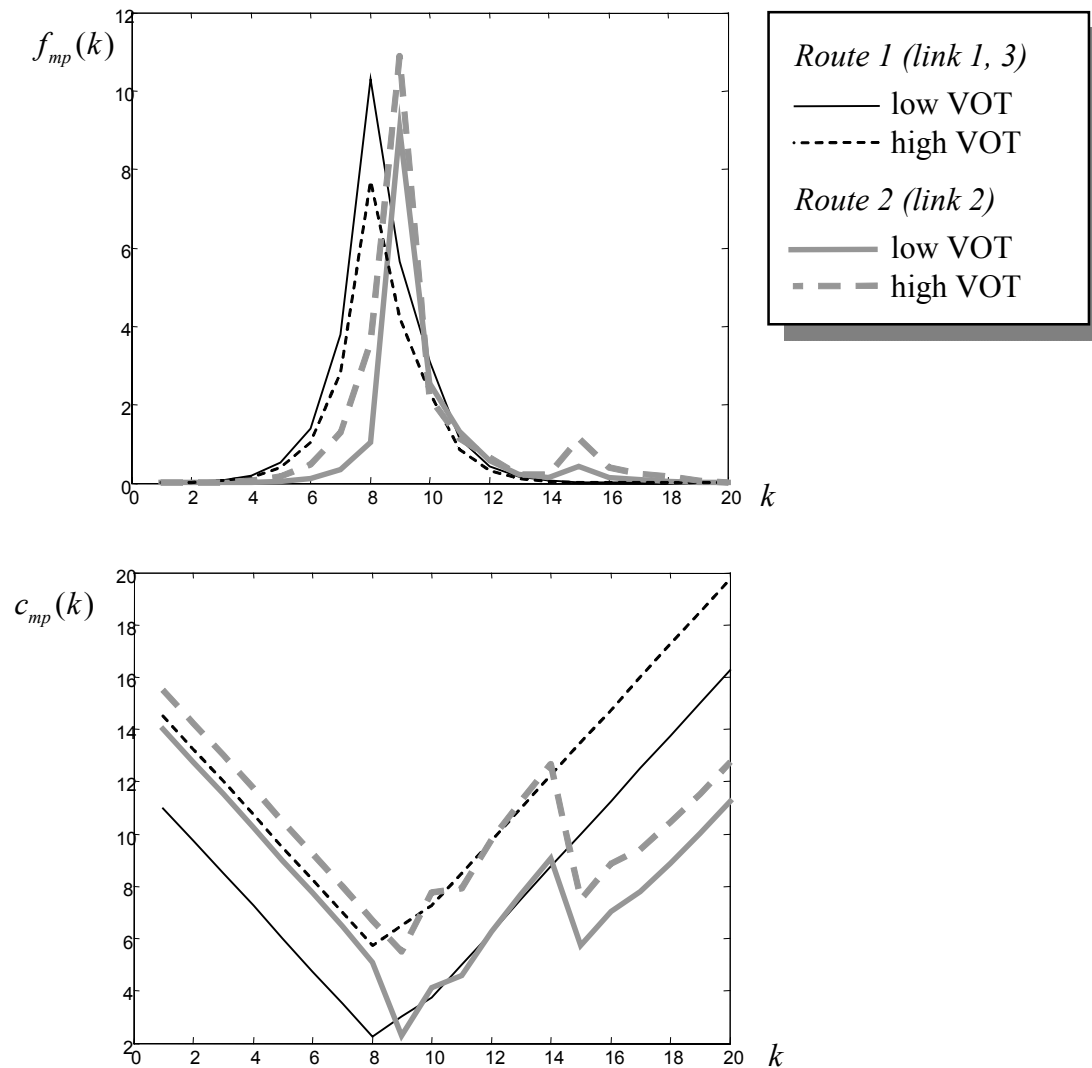 12
10
8
6
4
2
0
f_mp(k)
0 2 4 6 8 10 12 14 16 18 20
k
Route 1 (link 1, 3)
low VOT
high VOT
Route 2 (link 2)
low VOT
high VOT
20
18
16
14
12
10
8
6
4
2
c_mp(k)
0 2 4 6 8 10 12 14 16 18 20
k